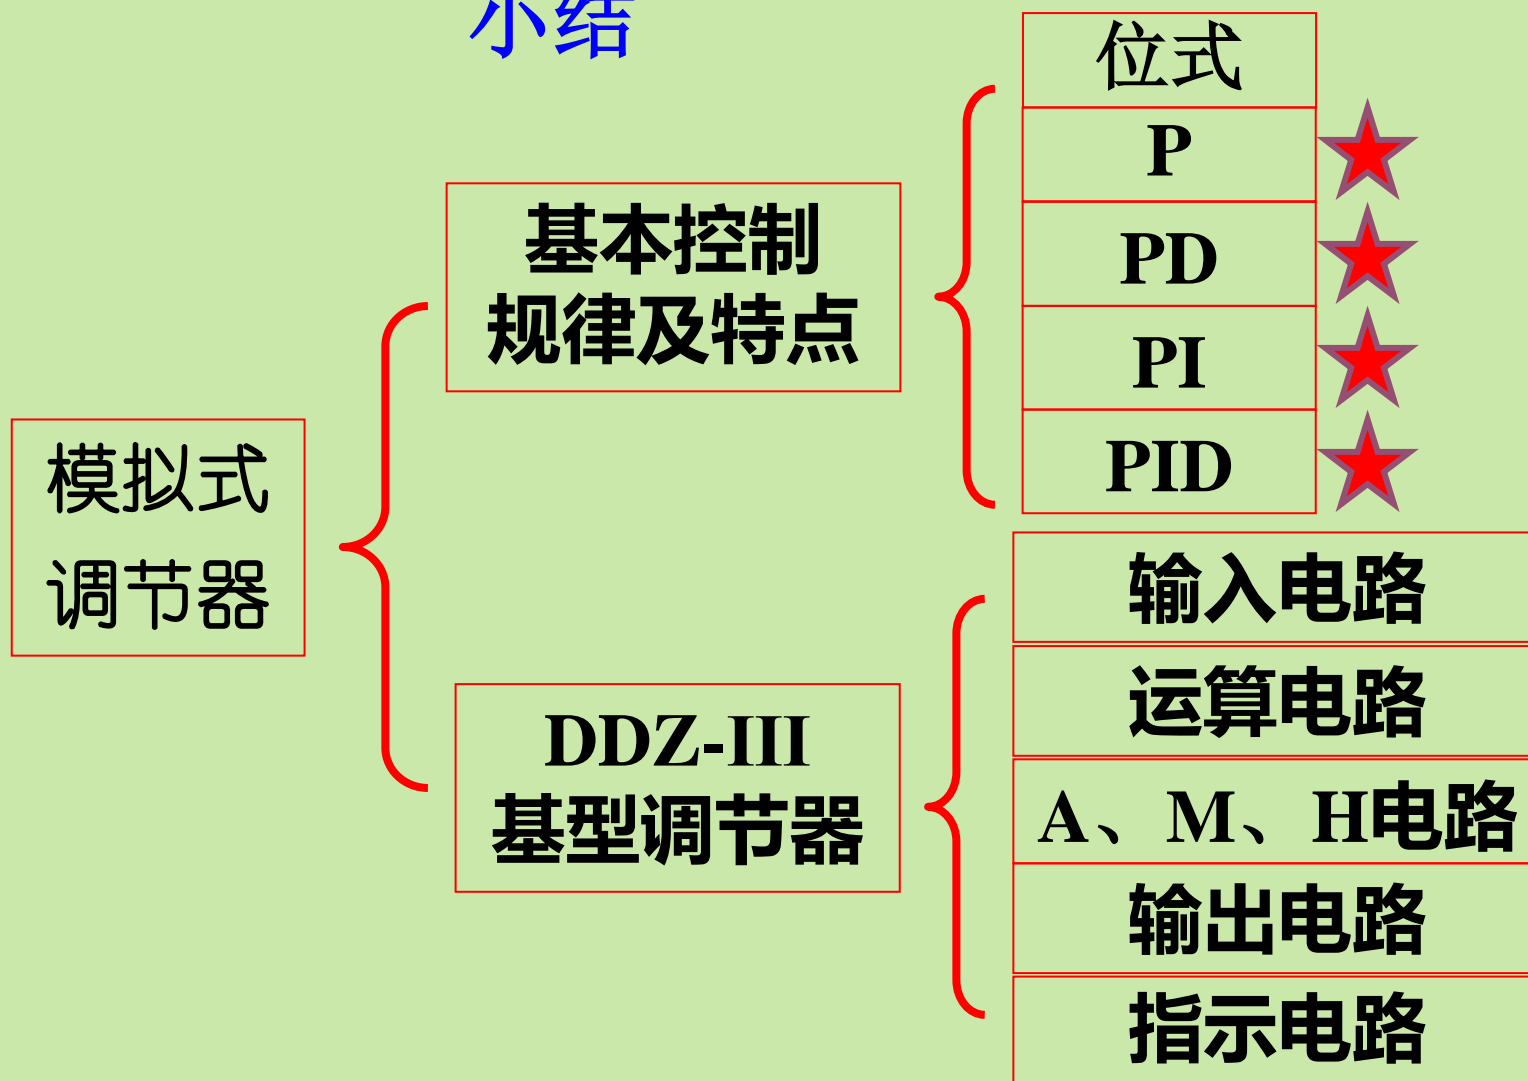 小结
模拟式
调节器
基本控制
规律及特点
位式
P
PD
PI
PID
DDZ-III
基型调节器
输入电路
运算电路
A、M、H电路
输出电路
指示电路